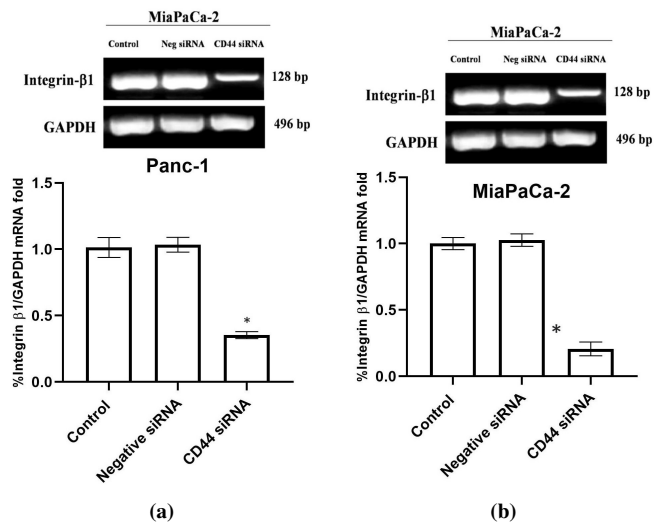 MiaPaCa-2
Control Neg siRNA CD44 siRNA
Integrin-β1 128 bp
GAPDH 496 bp
Panc-1
%Integrin β1/GAPDH mRNA fold
1.5
1.0
0.5
0.0
*
Control
Negative siRNA
CD44 siRNA
(a)
MiaPaCa-2
Control Neg siRNA CD44 siRNA
Integrin-β1 128 bp
GAPDH 496 bp
MiaPaCa-2
%Integrin β1/GAPDH mRNA fold
1.5
1.0
0.50
0.0
*
Control
Negative siRNA
CD44 siRNA
(b)